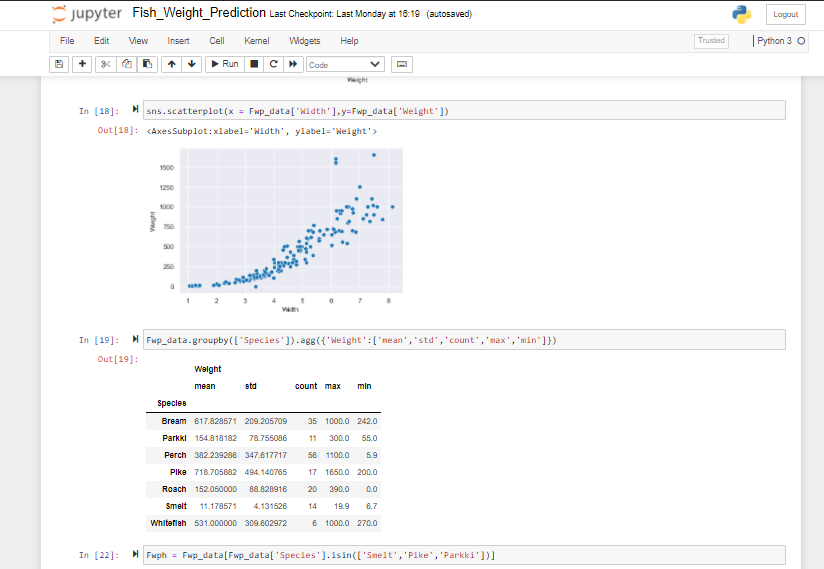 jupyter Fish_Weight_Prediction Last Checkpoint: Last Monday at 16:19 (autosaved)
Logout
File Edit View Insert Cell Kernel Widgets Help
Trusted
Python 3
Run
Code
Weight
In [18]: sns.scatterplot(x = Fwp_data['Width'],y=Fwp_data['Weight'])
Out[18]: <AxesSubplot:xlabel='Width', ylabel='Weight'>
1500
1250
1000
750
500
250
0
Weight
1 2 3 4 5 6 7 8
Width
In [19]: Fwp_data.groupby(['Species']).agg({'Weight':['mean','std','count','max','min']})
Out[19]:
Weight
mean std count max min
Species
Bream 617.828571 209.205709 35 1000.0 242.0
Parkki 154.818182 78.755086 11 300.0 55.0
Perch 382.239286 347.617717 56 1100.0 5.9
Pike 718.705882 494.140765 17 1650.0 200.0
Roach 152.050000 88.828916 20 390.0 0.0
Smelt 11.178571 4.131526 14 19.9 6.7
Whitefish 531.000000 309.602972 6 1000.0 270.0
In [22]: Fwph = Fwp_data[Fwp_data['Species'].isin(['Smelt','Pike','Parkki'])]